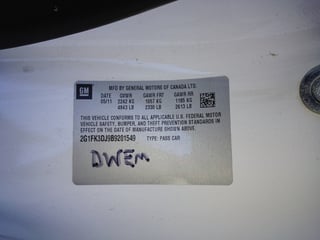 GM
MFD BY GENERAL MOTORS OF CANADA LTD.
DATE GVWR GAWR FRT GAWR RR
05/11 2242 KG 1057 KG 1185 KG
4943 LB 2330 LB 2613 LB
THIS VEHICLE CONFORMS TO ALL APPLICABLE U.S. FEDERAL MOTOR
VEHICLE SAFETY, BUMPER, AND THEFT PREVENTION STANDARDS
IN EFFECT ON THE DATE OF MANUFACTURE SHOWN ABOVE.
2G1FK3DJ9B9201549 TYPE: PASS CAR
DWEM